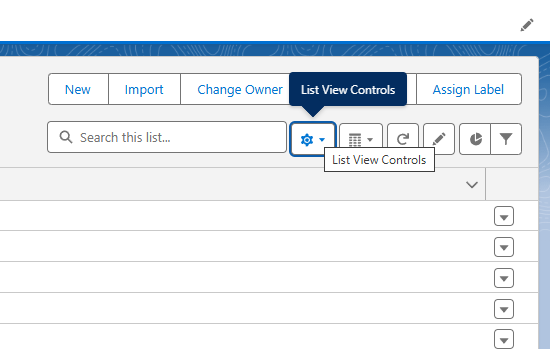 New
Import
Change Owner
List View Controls
Assign Label
Search this list...
List View Controls